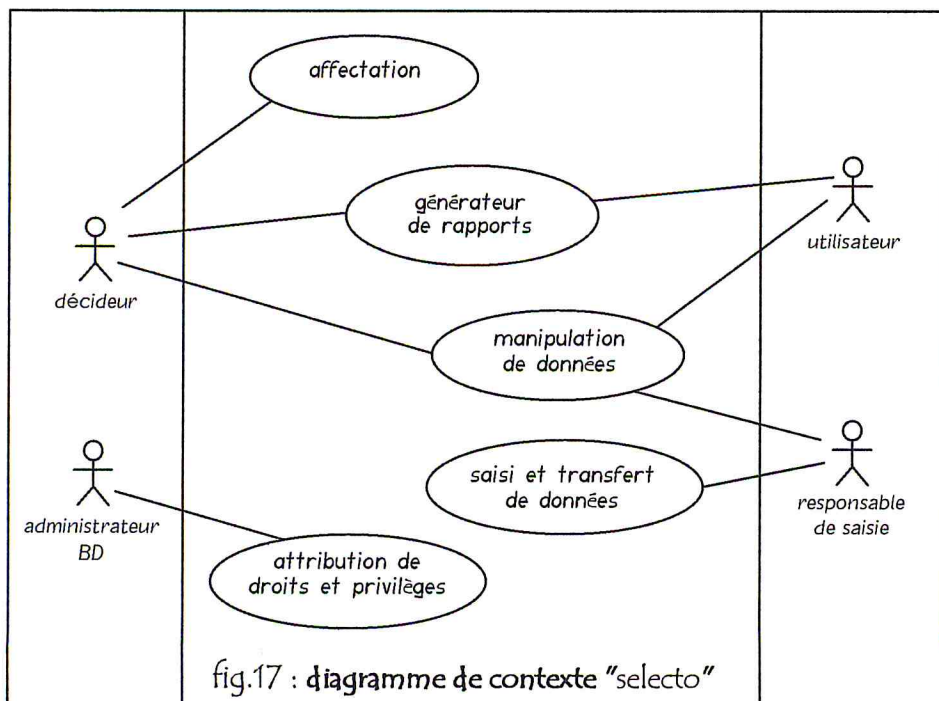 affectation
générateur
de rapports
utilisateur
décideur
manipulation
de données
saisi et transfert
de données
responsable
de saisie
administrateur
BD
attribution de
droits et privilèges
fig.17 : diagramme de contexte "selecto"